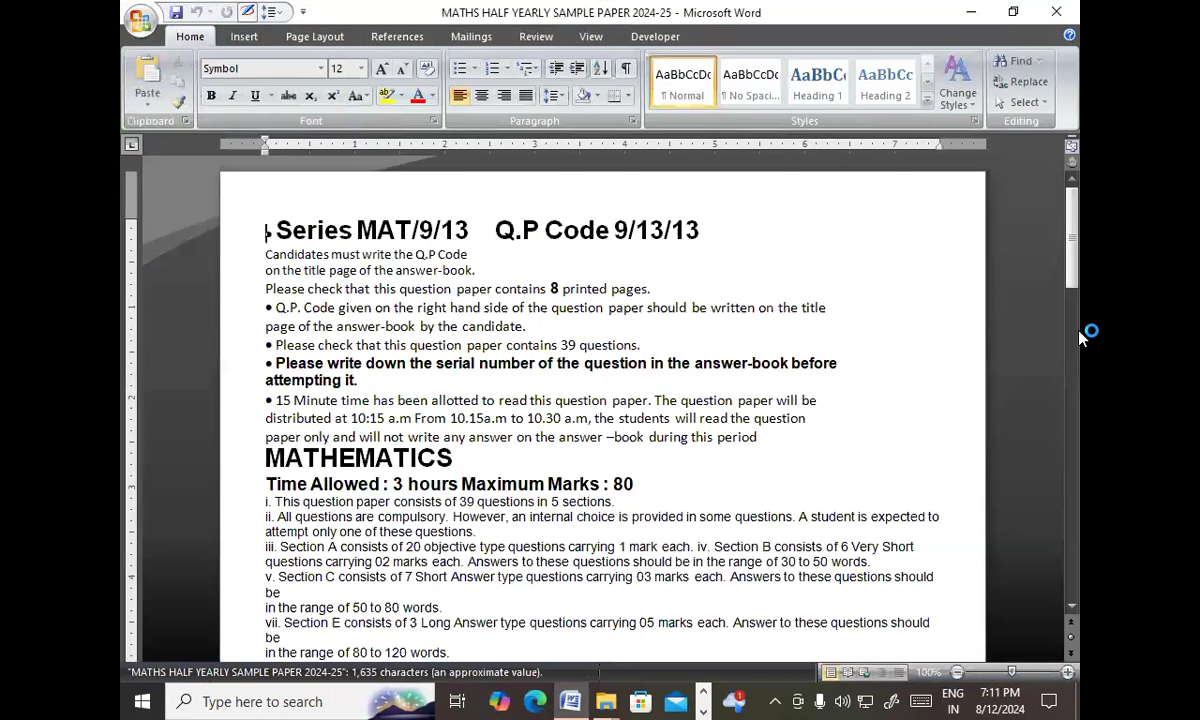 MATHS HALF YEARLY SAMPLE PAPER 2024-25 - Microsoft Word
Home Insert Page Layout References Mailings Review View Developer
Paste
Clipboard
Symbol 12
Font
Paragraph
AaBbCcDc AaBbCcDc AaBbC AaBbCc
¶ Normal ¶ No Spaci... Heading 1 Heading 2
Change Styles
Styles
Find
Replace
Select
Editing
1 2 3 4 5 6 7
Series MAT/9/13 Q.P Code 9/13/13
Candidates must write the Q.P Code
on the title page of the answer-book.
Please check that this question paper contains 8 printed pages.
• Q.P. Code given on the right hand side of the question paper should be written on the title
page of the answer-book by the candidate.
• Please check that this question paper contains 39 questions.
• Please write down the serial number of the question in the answer-book before
attempting it.
• 15 Minute time has been allotted to read this question paper. The question paper will be
distributed at 10:15 a.m From 10.15a.m to 10.30 a.m, the students will read the question
paper only and will not write any answer on the answer –book during this period
MATHEMATICS
Time Allowed : 3 hours Maximum Marks : 80
i. This question paper consists of 39 questions in 5 sections.
ii. All questions are compulsory. However, an internal choice is provided in some questions. A student is expected to
attempt only one of these questions.
iii. Section A consists of 20 objective type questions carrying 1 mark each. iv. Section B consists of 6 Very Short
questions carrying 02 marks each. Answers to these questions should be in the range of 30 to 50 words.
v. Section C consists of 7 Short Answer type questions carrying 03 marks each. Answers to these questions should
be
in the range of 50 to 80 words.
vii. Section E consists of 3 Long Answer type questions carrying 05 marks each. Answer to these questions should
be
in the range of 80 to 120 words.
"MATHS HALF YEARLY SAMPLE PAPER 2024-25": 1,635 characters (an approximate value).
100%
Type here to search
ENG
IN
7:11 PM
8/12/2024